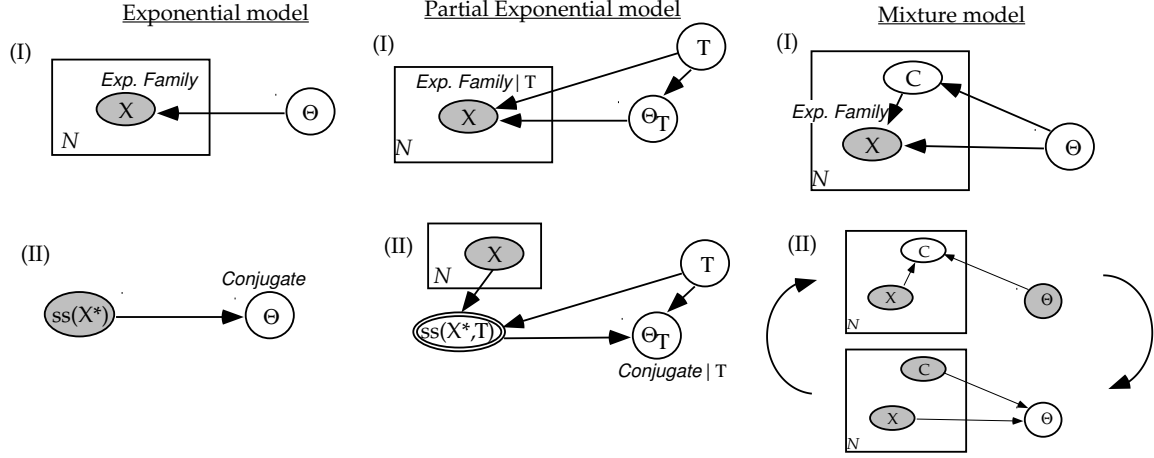 Exponential model
Partial Exponential model
Mixture model
(I)
Exp. Family
X
N
Θ
(I)
Exp. Family | T
X
N
T
ΘT
(I)
C
Exp. Family
X
N
Θ
(II)
ss(X*)
Conjugate
Θ
(II)
X
N
T
ss(X*,T)
ΘT
Conjugate | T
(II)
C
X
Θ
N
C
X
Θ
N